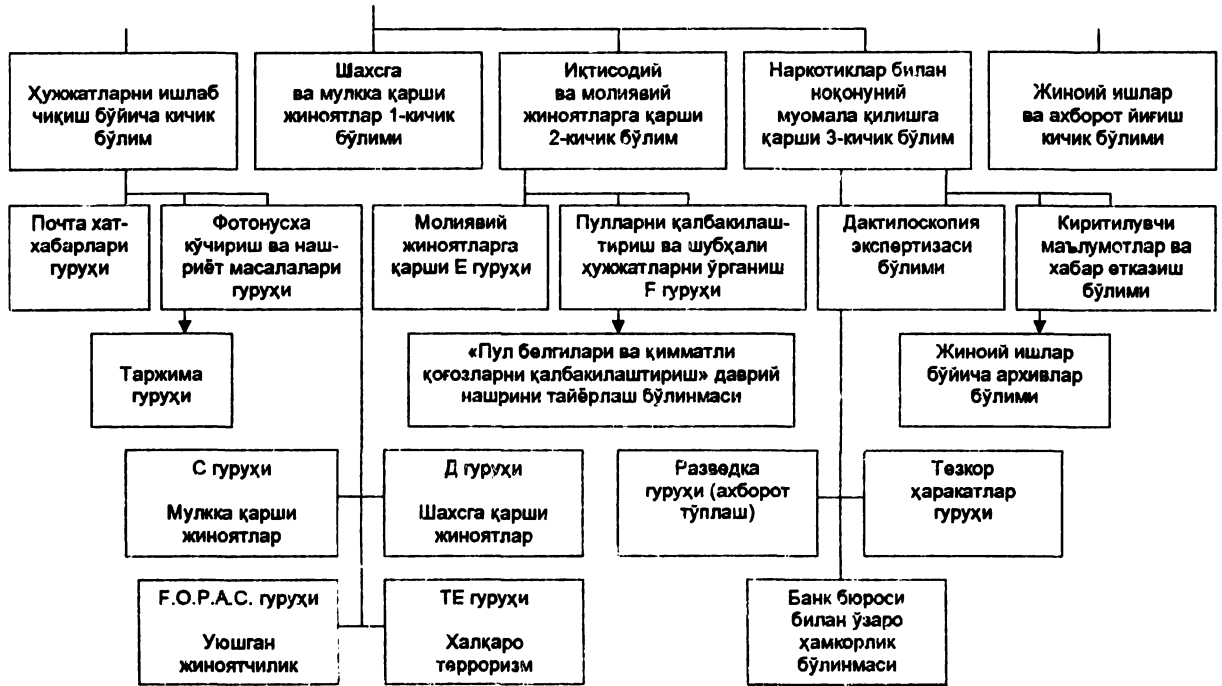 Ҳужжатларни ишлаб
чиқиш бўйича кичик
бўлим
Шахсга
ва мулкка қарши
жиноятлар 1-кичик
бўлими
Иқтисодий
ва молиявий
жиноятларга қарши
2-кичик бўлим
Наркотиклар билан
ноқонуний
муомала қилишга
қарши 3-кичик бўлим
Жиноий ишлар
ва ахборот йиғиш
кичик бўлими
Почта хат-
хабарлари
гуруҳи
Фотонусха
кўчириш ва наш-
риёт масалалари
гуруҳи
Молиявий
жиноятларга
қарши Е гуруҳи
Пулларни қалбакилаш-
тириш ва шубҳали
ҳужжатларни ўрганиш
F гуруҳи
Дактилоскопия
экспертизаси
бўлими
Киритилувчи
маълумотлар ва
хабар етказиш
бўлими
Таржима
гуруҳи
«Пул белгилари ва қимматли
қоғозларни қалбакилаштириш» даврий
нашрини тайёрлаш бўлинмаси
Жиноий ишлар
бўйича архивлар
бўлими
С гуруҳи
Мулкка қарши
жиноятлар
Д гуруҳи
Шахсга қарши
жиноятлар
Разведка
гуруҳи (ахборот
тўплаш)
Тезкор
ҳаракатлар
гуруҳи
F.O.P.A.C. гуруҳи
Уюшган
жиноятчилик
ТЕ гуруҳи
Халқаро
терроризм
Банк бюроси
билан ўзаро
ҳамкорлик
бўлинмаси